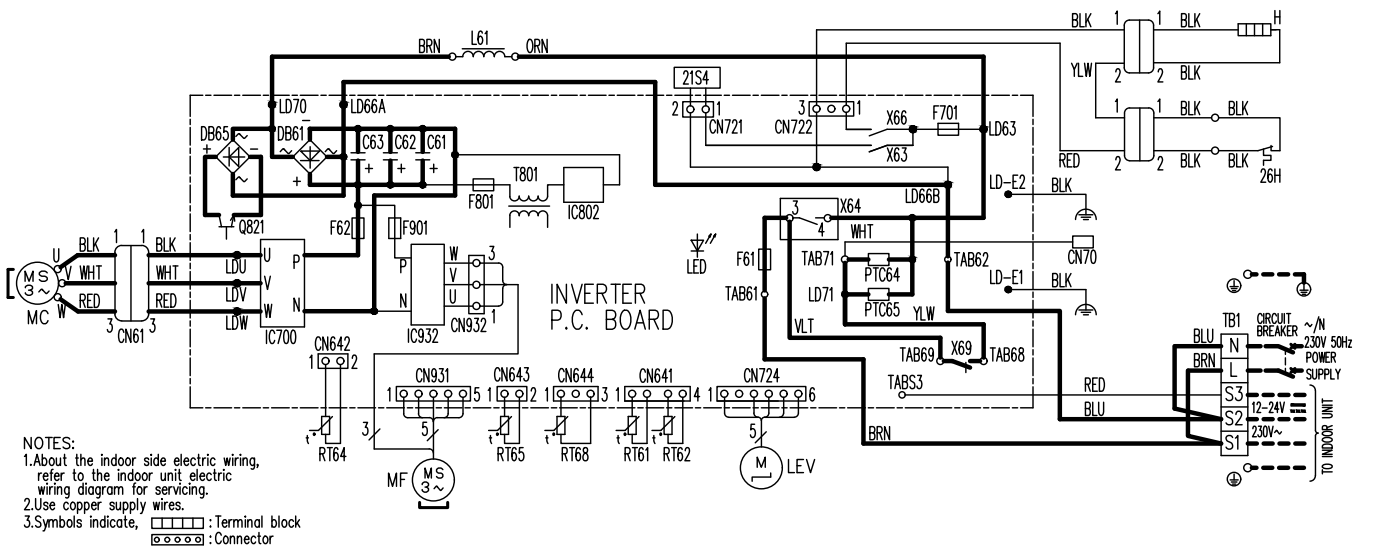 BLK 1 1 BLK H
BRN L61 ORN
YLW RED
2 2 BLK
21S4
1 1 BLK BLK
LD70 LD66A
2 1 CN721
3 1 CN722
X66 F701 LD63
X63
DB65 DB61 C63 C62 C61
+ − ~ ~ − ~ ~ + + + +
RED 2 2 BLK BLK 26H
T801
F801 IC802
LD66B LD-E2 BLK
Q821 F62 F901
3 4 X64
WHT
U BLK 1 1 BLK LDU U P
MS 3~ V WHT WHT LDV V
MC W RED 3 3 RED LDW W N
CN61 IC700
P W 3
V
N U 1
IC932 CN932
LED
F61
TAB61
TAB71 PTC64 TAB62 CN70
LD71 PTC65
LD-E1 BLK
INVERTER
P.C. BOARD
VLT YLW
TAB69 X69 TAB68
TABS3
CN642
1 2
CN931
1 5
CN643
1 2
CN644
1 3
CN641
1 4
CN724
1 6
TB1 CIRCUIT BREAKER ~/N 230V 50Hz
BLU N
BRN L POWER SUPPLY
RED S3
12-24V
BLU S2
230V~
BRN S1
TO INDOOR UNIT
t° RT64
3 5
t° RT65
t° RT68
t° RT61
t° RT62
5
MF MS 3~
M LEV
NOTES:
1.About the indoor side electric wiring,
refer to the indoor unit electric
wiring diagram for servicing.
2.Use copper supply wires.
3.Symbols indicate, : Terminal block
: Connector